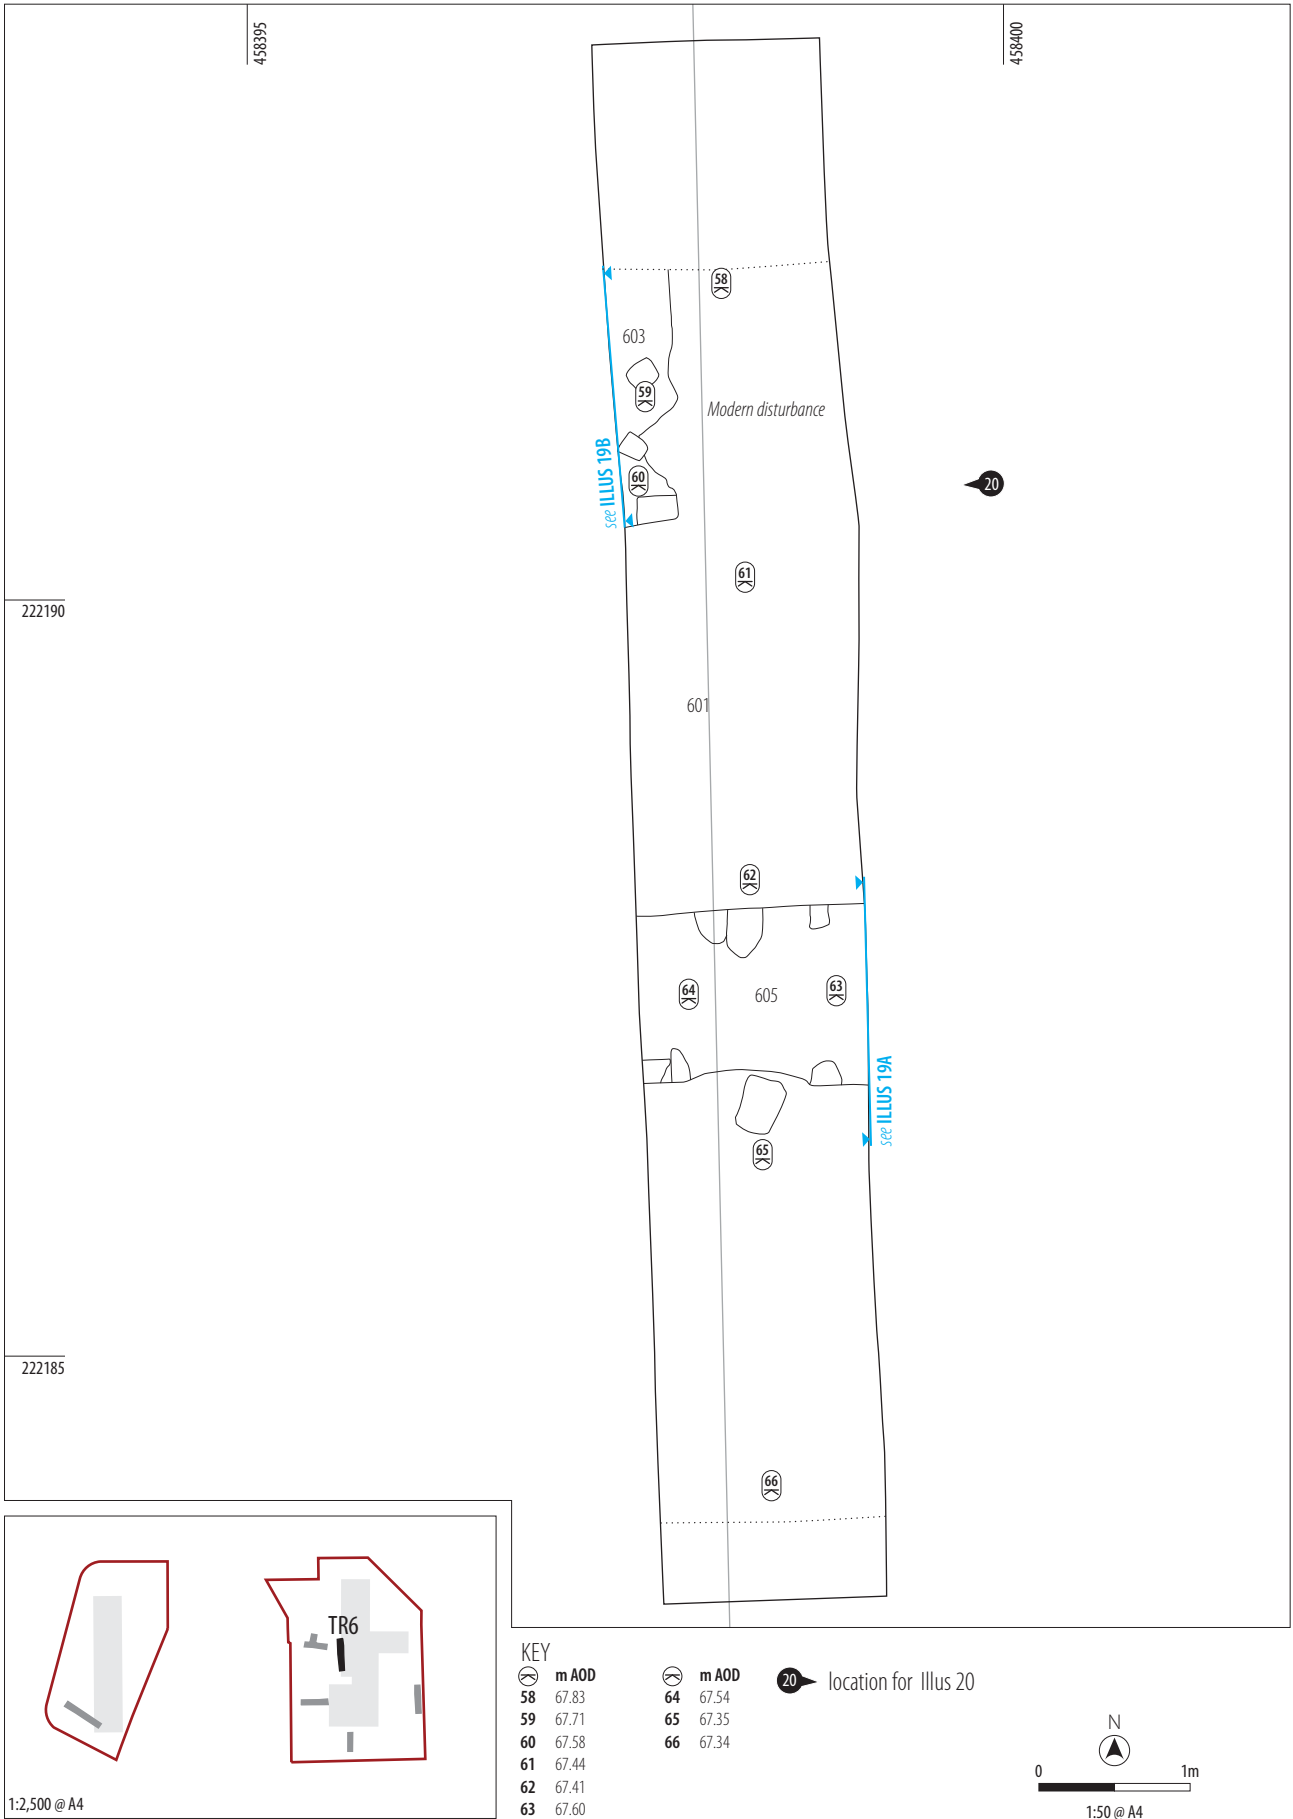 458395
458400
58
603
59
Modern disturbance
see ILLUS 19B
60
20
61
222190
601
62
64
605
63
see ILLUS 19A
65
222185
66
TR6
1:2,500 @ A4
KEY
m AOD
58 67.83
59 67.71
60 67.58
61 67.44
62 67.41
63 67.60
m AOD
64 67.54
65 67.35
66 67.34
20 location for Illus 20
N
0 1m
1:50 @ A4